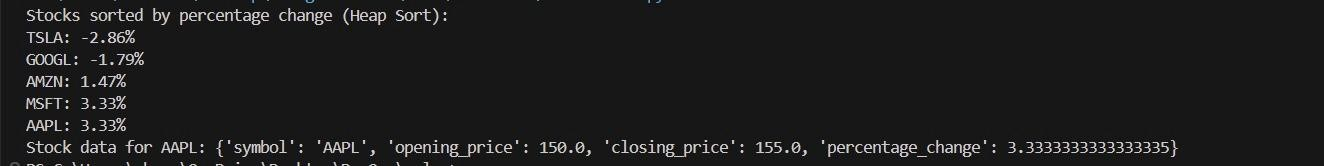 Stocks sorted by percentage change (Heap Sort):
TSLA: -2.86%
GOOGL: -1.79%
AMZN: 1.47%
MSFT: 3.33%
AAPL: 3.33%
Stock data for AAPL: {'symbol': 'AAPL', 'opening_price': 150.0, 'closing_price': 155.0, 'percentage_change': 3.3333333333333335}